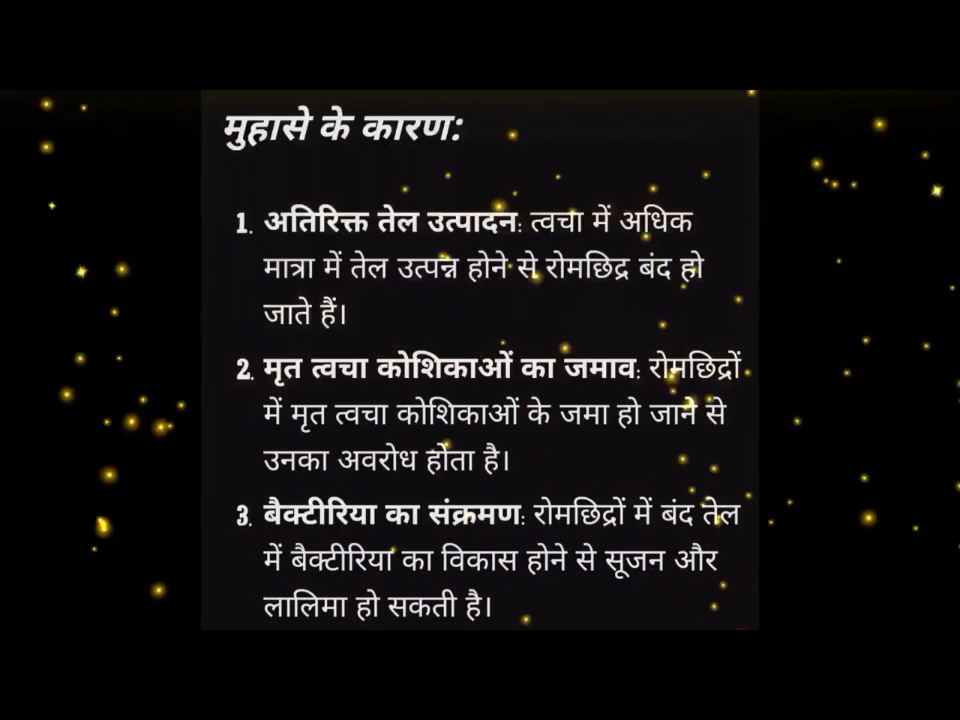 मुहासे के कारण:
1. अतिरिक्त तेल उत्पादन: त्वचा में अधिक
मात्रा में तेल उत्पन्न होने से रोमछिद्र बंद हो
जाते हैं।
2. मृत त्वचा कोशिकाओं का जमाव: रोमछिद्रों
में मृत त्वचा कोशिकाओं के जमा हो जाने से
उनका अवरोध होता है।
3. बैक्टीरिया का संक्रमण: रोमछिद्रों में बंद तेल
में बैक्टीरिया का विकास होने से सूजन और
लालिमा हो सकती है।